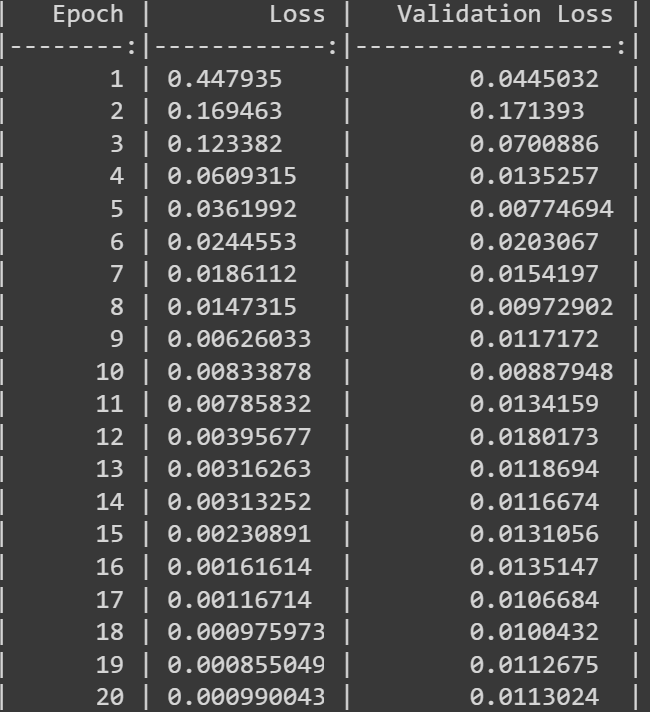 |   Epoch |        Loss |   Validation Loss |
|--------:|------------:|------------------:|
|       1 | 0.447935    |        0.0445032  |
|       2 | 0.169463    |        0.171393   |
|       3 | 0.123382    |        0.0700886  |
|       4 | 0.0609315   |        0.0135257  |
|       5 | 0.0361992   |        0.00774694 |
|       6 | 0.0244553   |        0.0203067  |
|       7 | 0.0186112   |        0.0154197  |
|       8 | 0.0147315   |        0.00972902 |
|       9 | 0.00626033  |        0.0117172  |
|      10 | 0.00833878  |        0.00887948 |
|      11 | 0.00785832  |        0.0134159  |
|      12 | 0.00395677  |        0.0180173  |
|      13 | 0.00316263  |        0.0118694  |
|      14 | 0.00313252  |        0.0116674  |
|      15 | 0.00230891  |        0.0131056  |
|      16 | 0.00161614  |        0.0135147  |
|      17 | 0.00116714  |        0.0106684  |
|      18 | 0.000975973 |        0.0100432  |
|      19 | 0.000855049 |        0.0112675  |
|      20 | 0.000990043 |        0.0113024  |